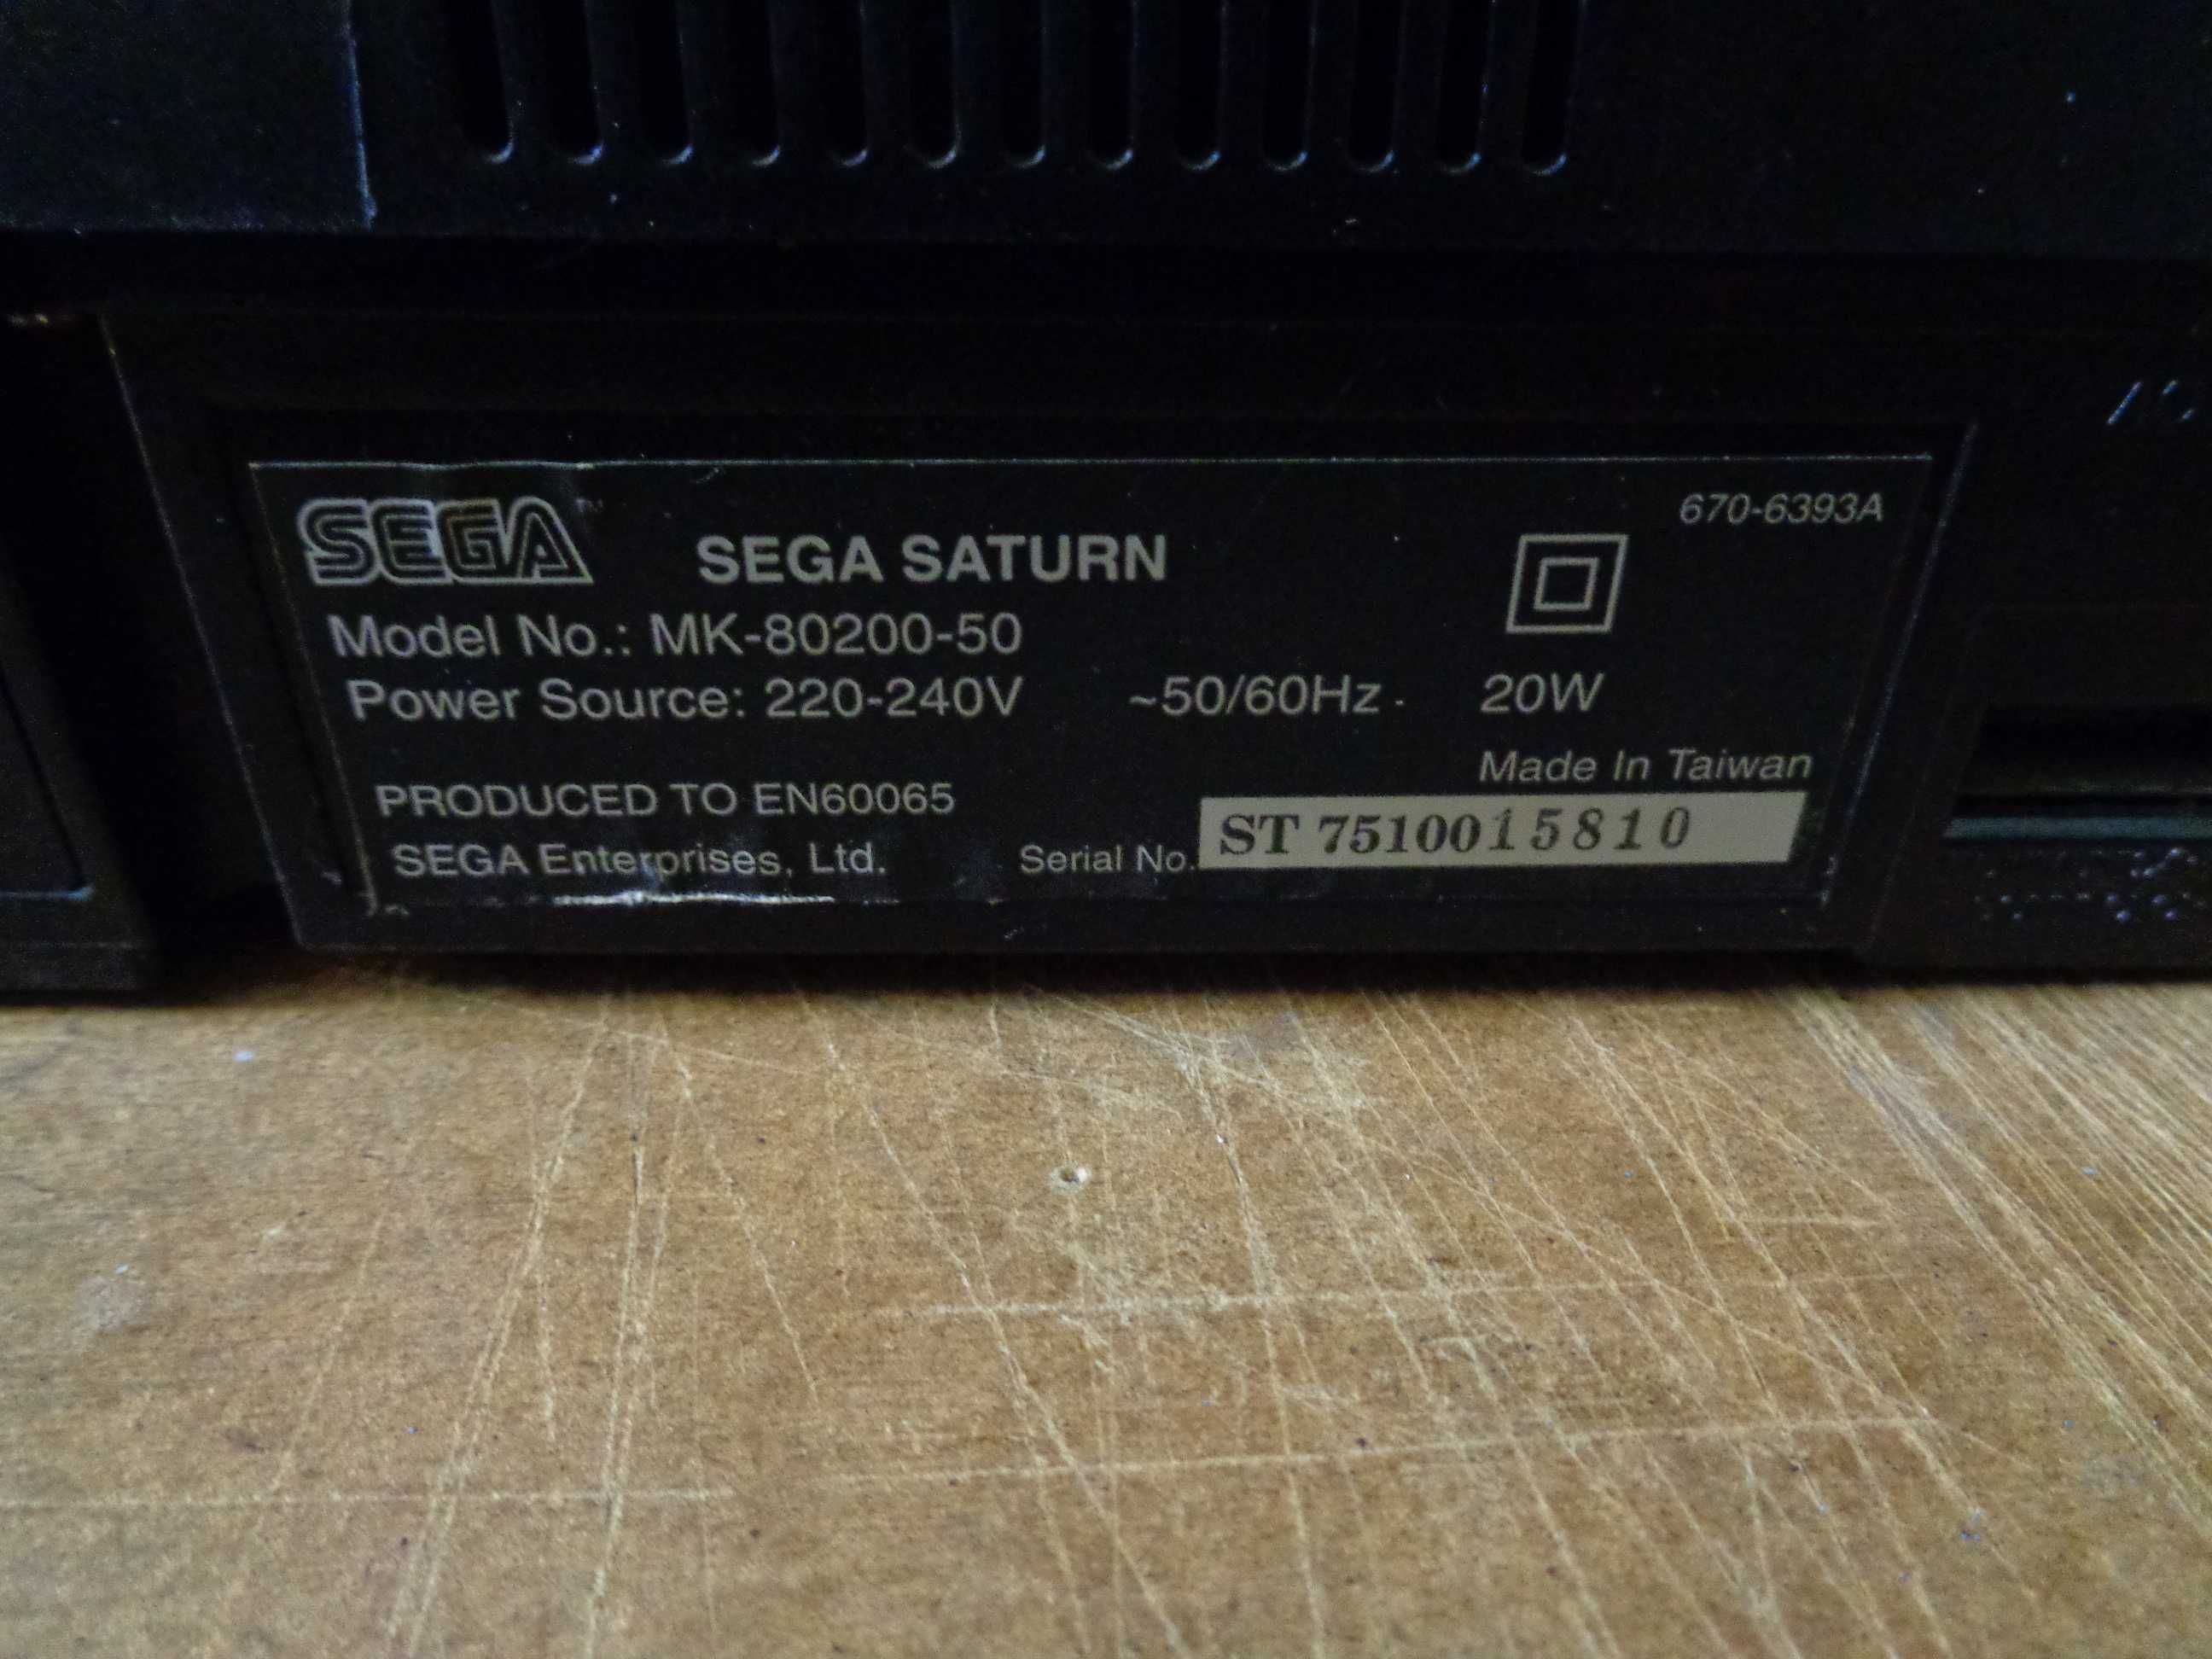 670-6393A
SEGA™ SEGA SATURN
Model No.: MK-80200-50
Power Source: 220-240V ~50/60Hz 20W
Made In Taiwan
PRODUCED TO EN60065
SEGA Enterprises, Ltd. Serial No. ST 7510015810